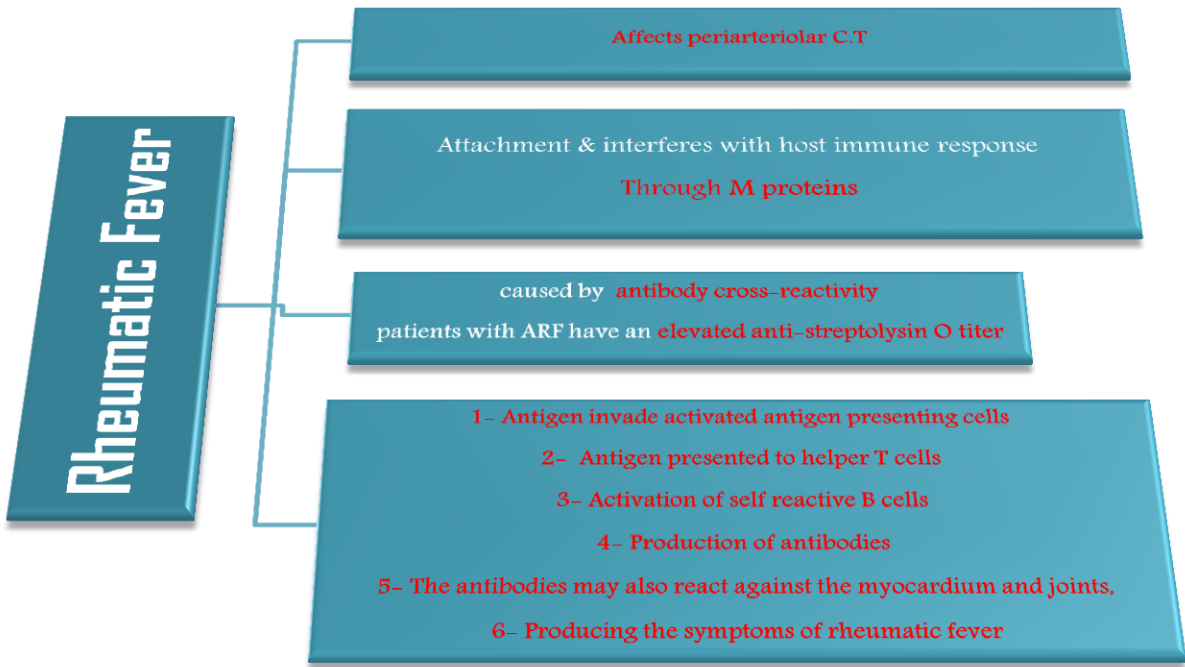 Rheumatic Fever
Affects periarteriolar C.T
Attachment & interferes with host immune response
Through M proteins
caused by antibody cross-reactivity
patients with ARF have an elevated anti-streptolysin O titer
1- Antigen invade activated antigen presenting cells
2- Antigen presented to helper T cells
3- Activation of self reactive B cells
4- Production of antibodies
5- The antibodies may also react against the myocardium and joints,
6- Producing the symptoms of rheumatic fever